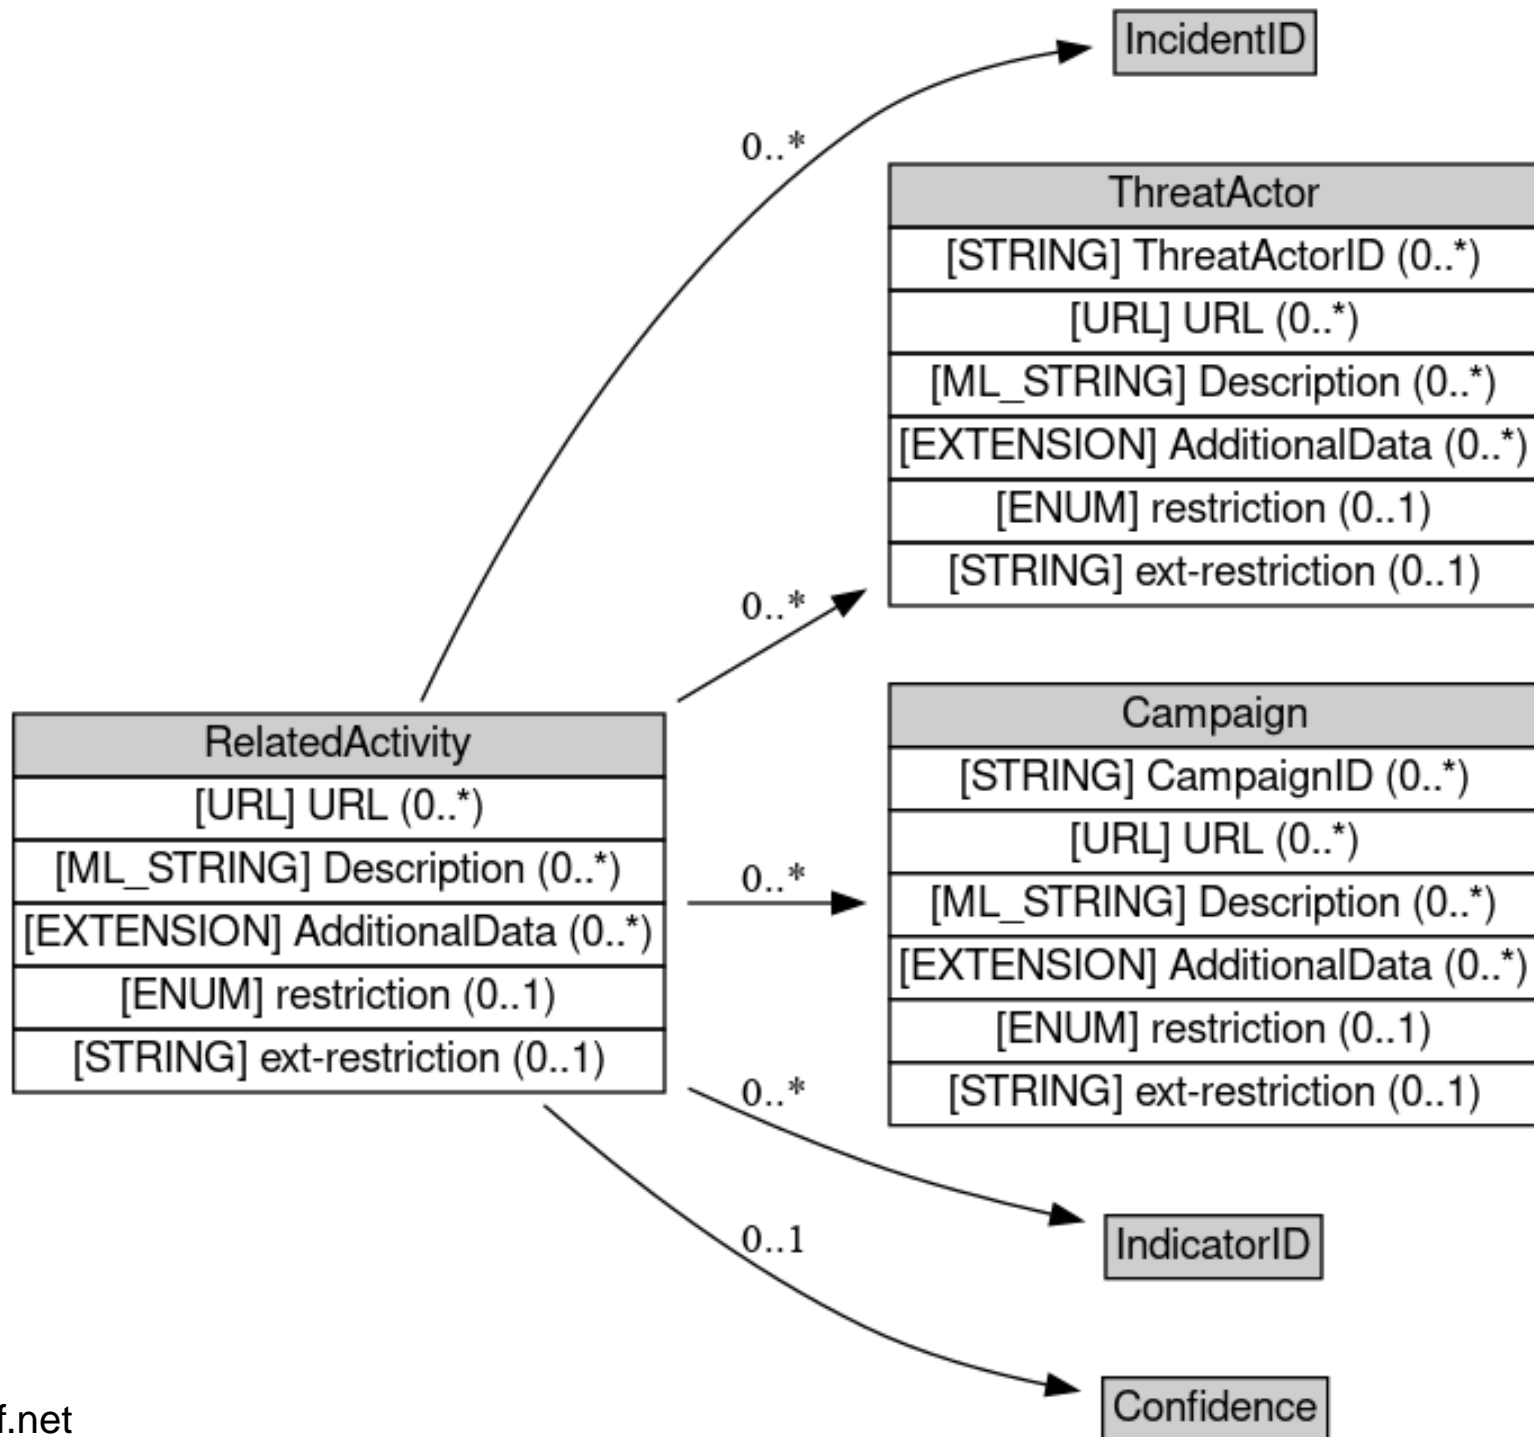 IncidentID
0..*
ThreatActor
[STRING] ThreatActorID (0..*)
[URL] URL (0..*)
[ML_STRING] Description (0..*)
[EXTENSION] AdditionalData (0..*)
[ENUM] restriction (0..1)
[STRING] ext-restriction (0..1)
0..*
RelatedActivity
[URL] URL (0..*)
[ML_STRING] Description (0..*)
[EXTENSION] AdditionalData (0..*)
[ENUM] restriction (0..1)
[STRING] ext-restriction (0..1)
0..*
Campaign
[STRING] CampaignID (0..*)
[URL] URL (0..*)
[ML_STRING] Description (0..*)
[EXTENSION] AdditionalData (0..*)
[ENUM] restriction (0..1)
[STRING] ext-restriction (0..1)
0..*
IndicatorID
0..1
Confidence
f.net